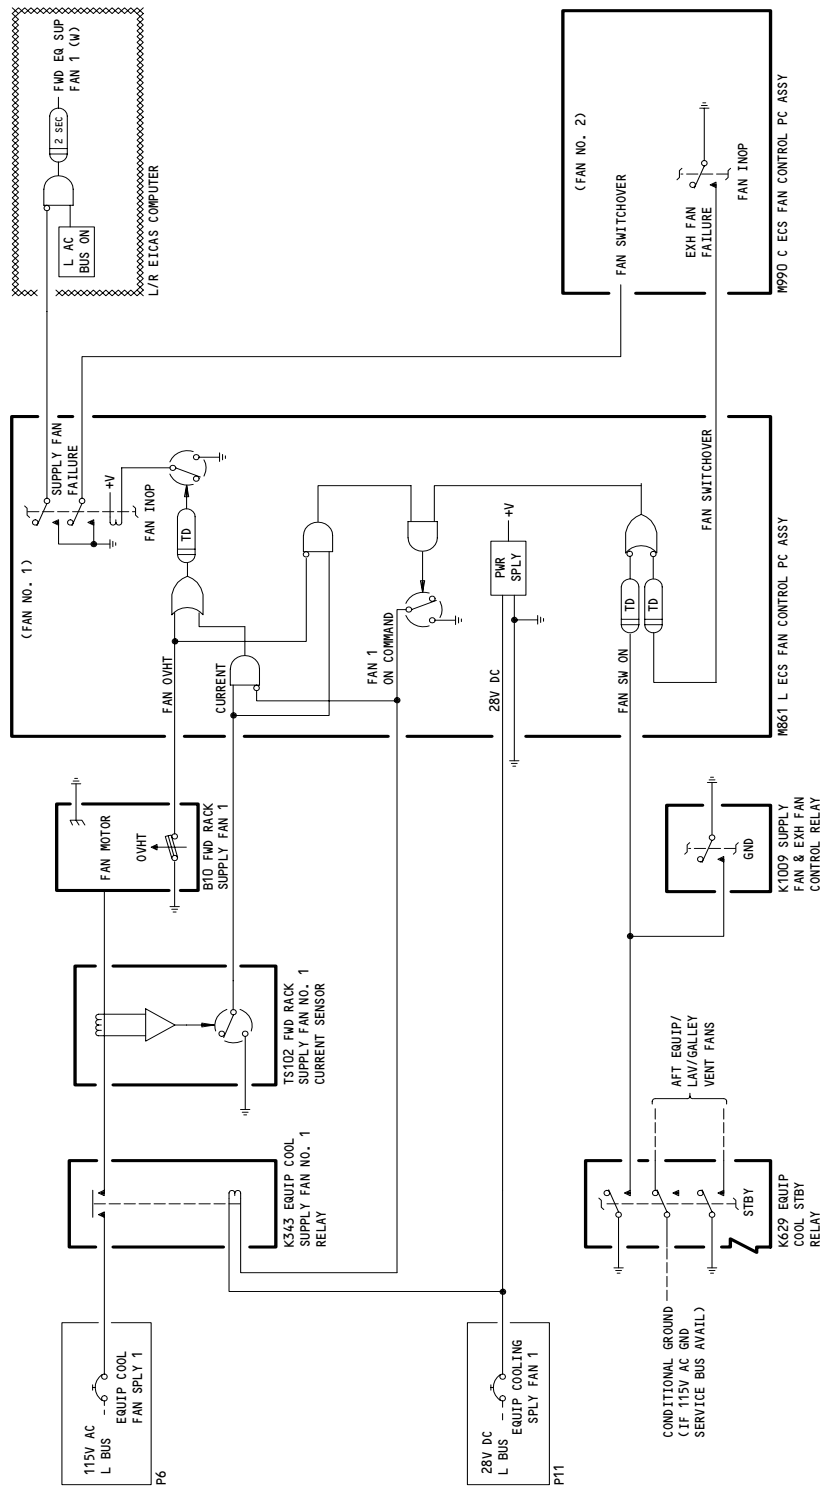 115V AC
L BUS
EQUIP COOL
FAN SPLY 1
P6
28V DC
L BUS
EQUIP COOLING
SPLY FAN 1
P11
K343 EQUIP COOL
SUPPLY FAN NO. 1
RELAY
CONDITIONAL GROUND
(IF 115V AC GND
SERVICE BUS AVAIL)
STBY
K629 EQUIP
COOL STBY
RELAY
AFT EQUIP/
LAV/GALLEY
VENT FANS
TS102 FWD RACK
SUPPLY FAN NO. 1
CURRENT SENSOR
FAN MOTOR
OVHT
B10 FWD RACK
SUPPLY FAN 1
GND
K1009 SUPPLY
FAN & EXH FAN
CONTROL RELAY
(FAN NO. 1)
SUPPLY FAN
FAILURE
+V
FAN INOP
TD
FAN OVHT
CURRENT
FAN 1
ON COMMAND
28V DC
PWR
SPLY
+V
FAN SW ON
TD
TD
FAN SWITCHOVER
M861 L ECS FAN CONTROL PC ASSY
L AC
BUS ON
2 SEC
FWD EQ SUP
FAN 1 (W)
L/R EICAS COMPUTER
(FAN NO. 2)
FAN SWITCHOVER
EXH FAN
FAILURE
FAN INOP
M990 C ECS FAN CONTROL PC ASSY